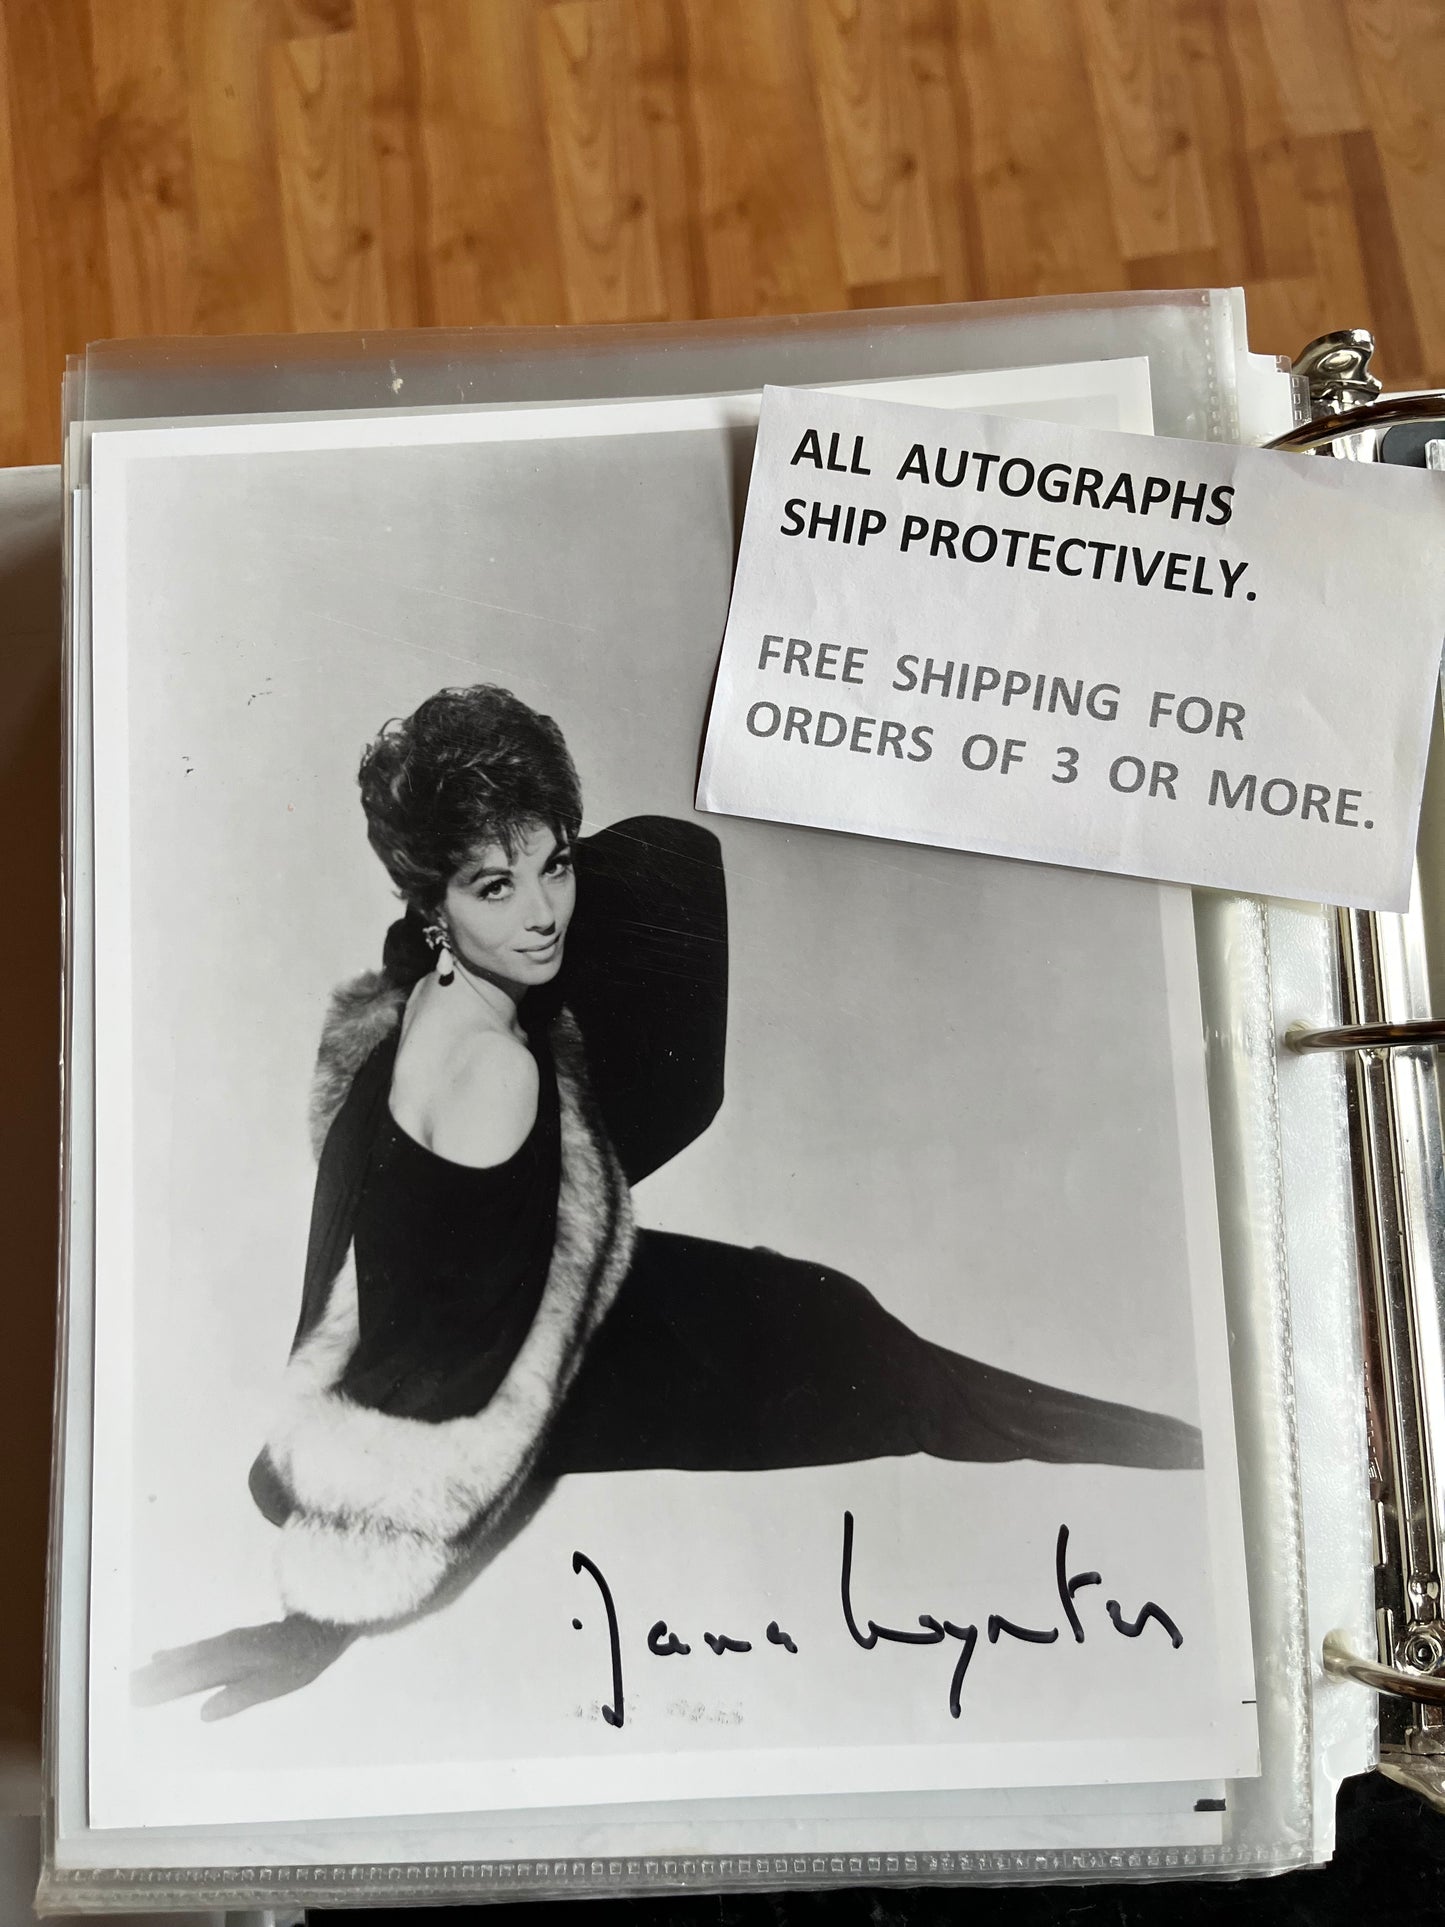 ALL AUTOGRAPHS
SHIP PROTECTIVELY.
FREE SHIPPING FOR
ORDERS OF 3 OR MORE.
Dana Wynter